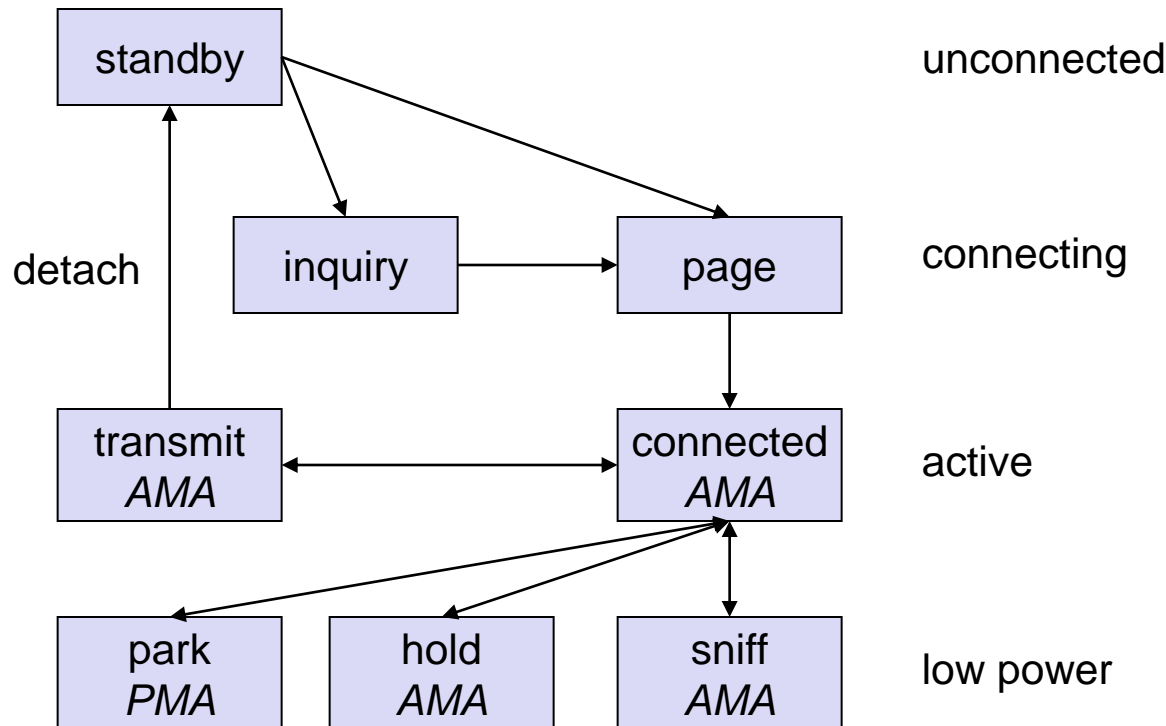 standby
unconnected
detach
inquiry
page
connecting
transmit
AMA
connected
AMA
active
park
PMA
hold
AMA
sniff
AMA
low power